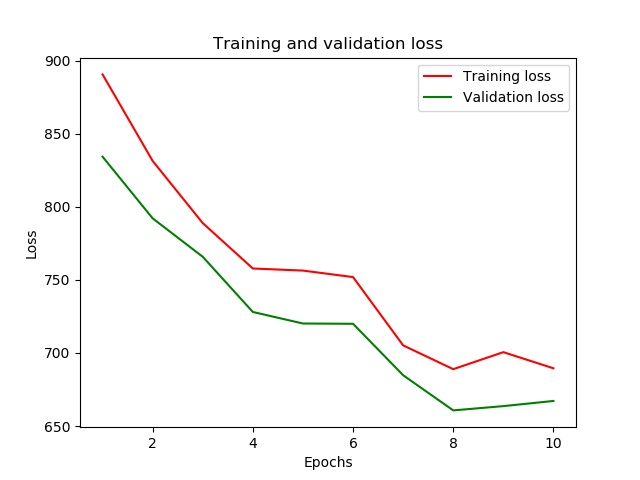 Training and validation loss
Training loss
Validation loss
900
850
800
750
700
650
Loss
2
4
6
8
10
Epochs